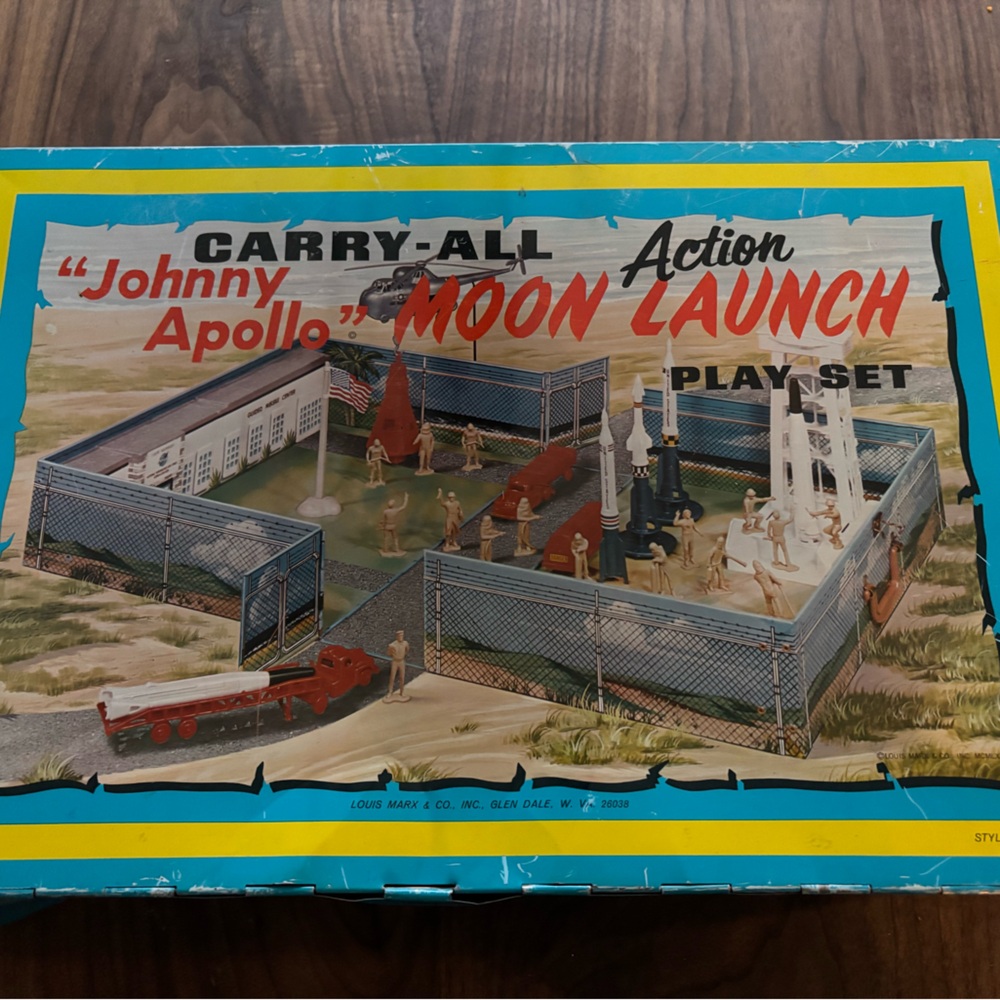 CARRY-ALL
Action
"Johnny
Apollo"
MOON LAUNCH
PLAY SET
LOUIS MARX & CO., INC., GLEN DALE, W. VA. 26038